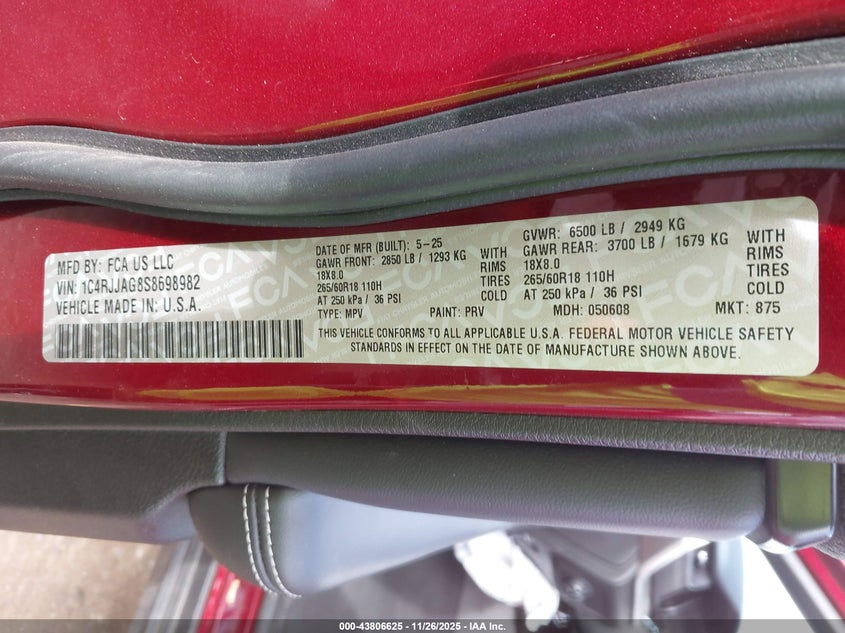 MFD BY: FCA US LLC
VIN: 1C4RJJAG8S8698982
VEHICLE MADE IN: U.S.A.
DATE OF MFR (BUILT): 5-25
GAWR FRONT: 2850 LB / 1293 KG
18X8.0 RIMS
265/60R18 110H TIRES
AT 250 kPa / 36 PSI COLD
WITH
TYPE: MPV
PAINT: PRV
GVWR: 6500 LB / 2949 KG
GAWR REAR: 3700 LB / 1679 KG WITH
18X8.0 RIMS
265/60R18 110H TIRES
AT 250 kPa / 36 PSI COLD
MDH: 050608
MKT: 875
THIS VEHICLE CONFORMS TO ALL APPLICABLE U.S.A. FEDERAL MOTOR VEHICLE SAFETY
STANDARDS IN EFFECT ON THE DATE OF MANUFACTURE SHOWN ABOVE.
000-43806625 - 11/26/2025 - IAA Inc.